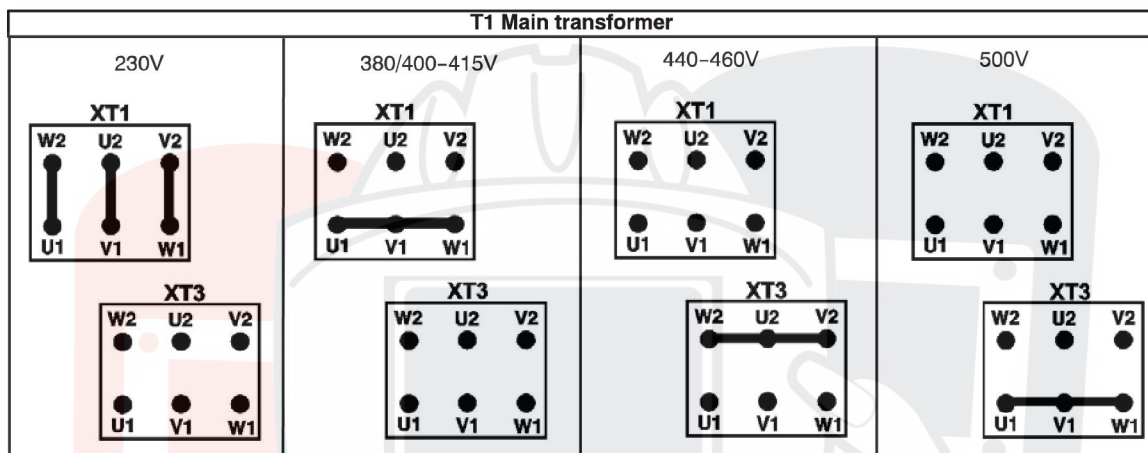 T1 Main transformer
230V 380/400-415V 440-460V 500V
XT1 XT1 XT1 XT1
W2 U2 V2 W2 U2 V2 W2 U2 V2 W2 U2 V2
U1 V1 W1 U1 V1 W1 U1 V1 W1 U1 V1 W1
XT3 XT3 XT3 XT3
W2 U2 V2 W2 U2 V2 W2 U2 V2 W2 U2 V2
U1 V1 W1 U1 V1 W1 U1 V1 W1 U1 V1 W1